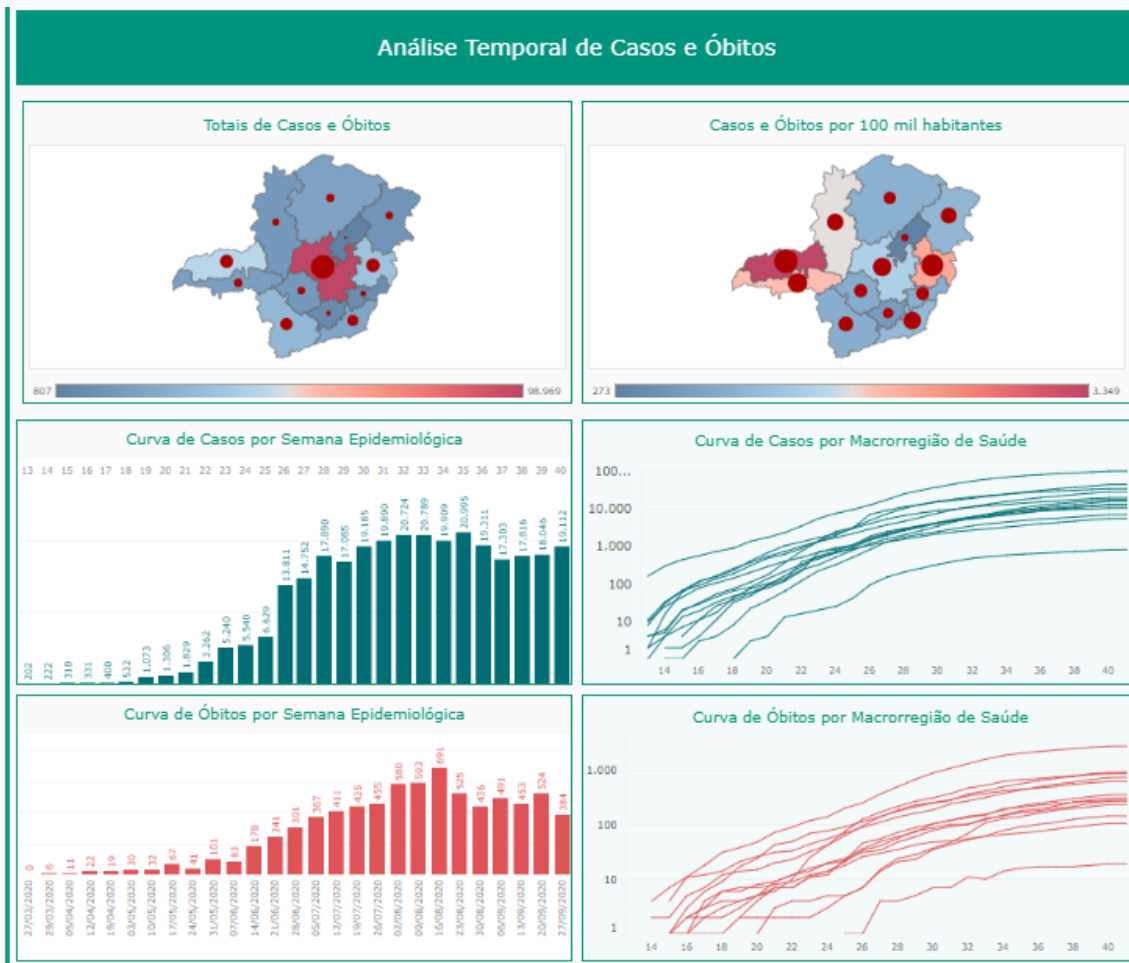 Análise Temporal de Casos e Óbitos
Totais de Casos e Óbitos
807 98.969
Casos e Óbitos por 100 mil habitantes
273 3.349
Curva de Casos por Semana Epidemiológica
13 14 15 16 17 18 19 20 21 22 23 24 25 26 27 28 29 30 31 32 33 34 35 36 37 38 39 40
202 222 310 331 400 532 1.073 1.306 1.829 3.262 5.240 5.540 6.629 13.811 14.752 17.890 17.085 19.185 19.890 20.724 20.789 19.909 20.995 19.311 17.303 17.816 18.046 19.112
Curva de Casos por Macrorregião de Saúde
100...
10.000
1.000
100
10
1
14 16 18 20 22 24 26 28 30 32 34 36 38 40
Curva de Óbitos por Semana Epidemiológica
0 6 11 22 19 30 32 67 41 101 83 178 241 301 367 411 435 455 580 593 691 525 436 491 453 524 384
27/03/2020 29/03/2020 05/04/2020 12/04/2020 19/04/2020 03/05/2020 10/05/2020 17/05/2020 24/05/2020 31/05/2020 07/06/2020 14/06/2020 21/06/2020 28/06/2020 05/07/2020 12/07/2020 19/07/2020 26/07/2020 02/08/2020 09/08/2020 16/08/2020 23/08/2020 30/08/2020 06/09/2020 13/09/2020 20/09/2020 27/09/2020
Curva de Óbitos por Macrorregião de Saúde
1.000
100
10
1
14 16 18 20 22 24 26 28 30 32 34 36 38 40